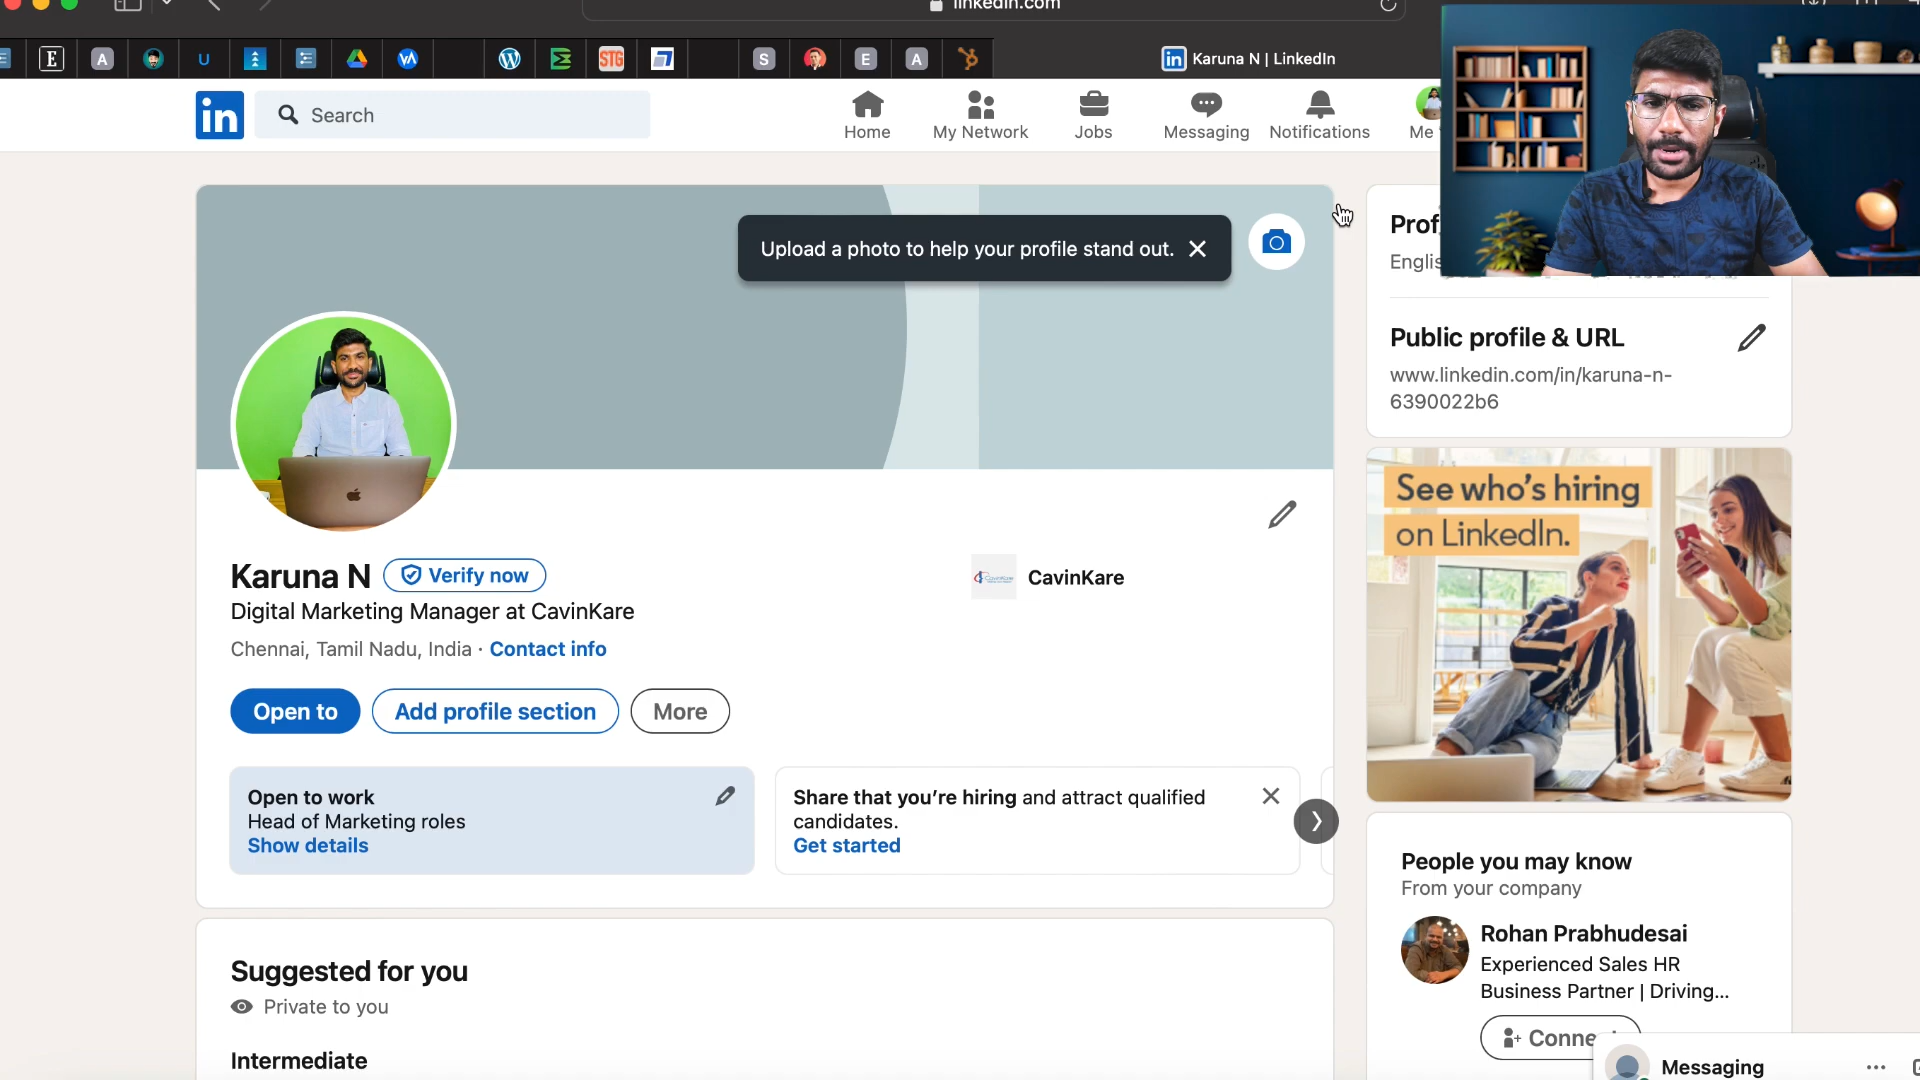 linkedin.com
E
A
U
VA
STG
S
E
A
in Karuna N | LinkedIn
in Search
Home
My Network
Jobs
Messaging
Notifications
Me
Upload a photo to help your profile stand out.
Prof
Englis
Public profile & URL
www.linkedin.com/in/karuna-n-
6390022b6
See who's hiring
on LinkedIn.
Karuna N Verify now
CavinKare CavinKare
Digital Marketing Manager at CavinKare
Chennai, Tamil Nadu, India · Contact info
Open to Add profile section More
Open to work
Head of Marketing roles
Show details
Share that you're hiring and attract qualified
candidates.
Get started
People you may know
From your company
Rohan Prabhudesai
Experienced Sales HR
Business Partner | Driving...
Conne
Messaging
Suggested for you
Private to you
Intermediate